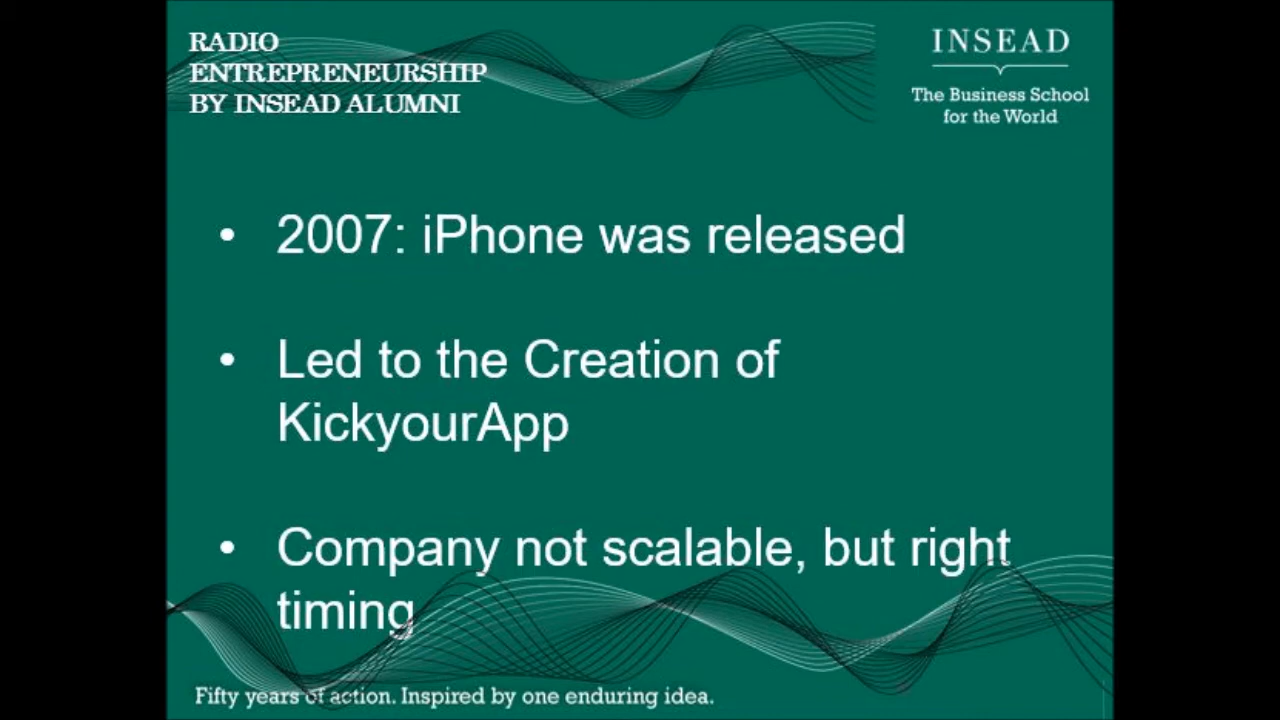 RADIO
ENTREPRENEURSHIP
BY INSEAD ALUMNI
INSEAD
The Business School
for the World
• 2007: iPhone was released
• Led to the Creation of
KickyourApp
• Company not scalable, but right
timing
Fifty years of action. Inspired by one enduring idea.